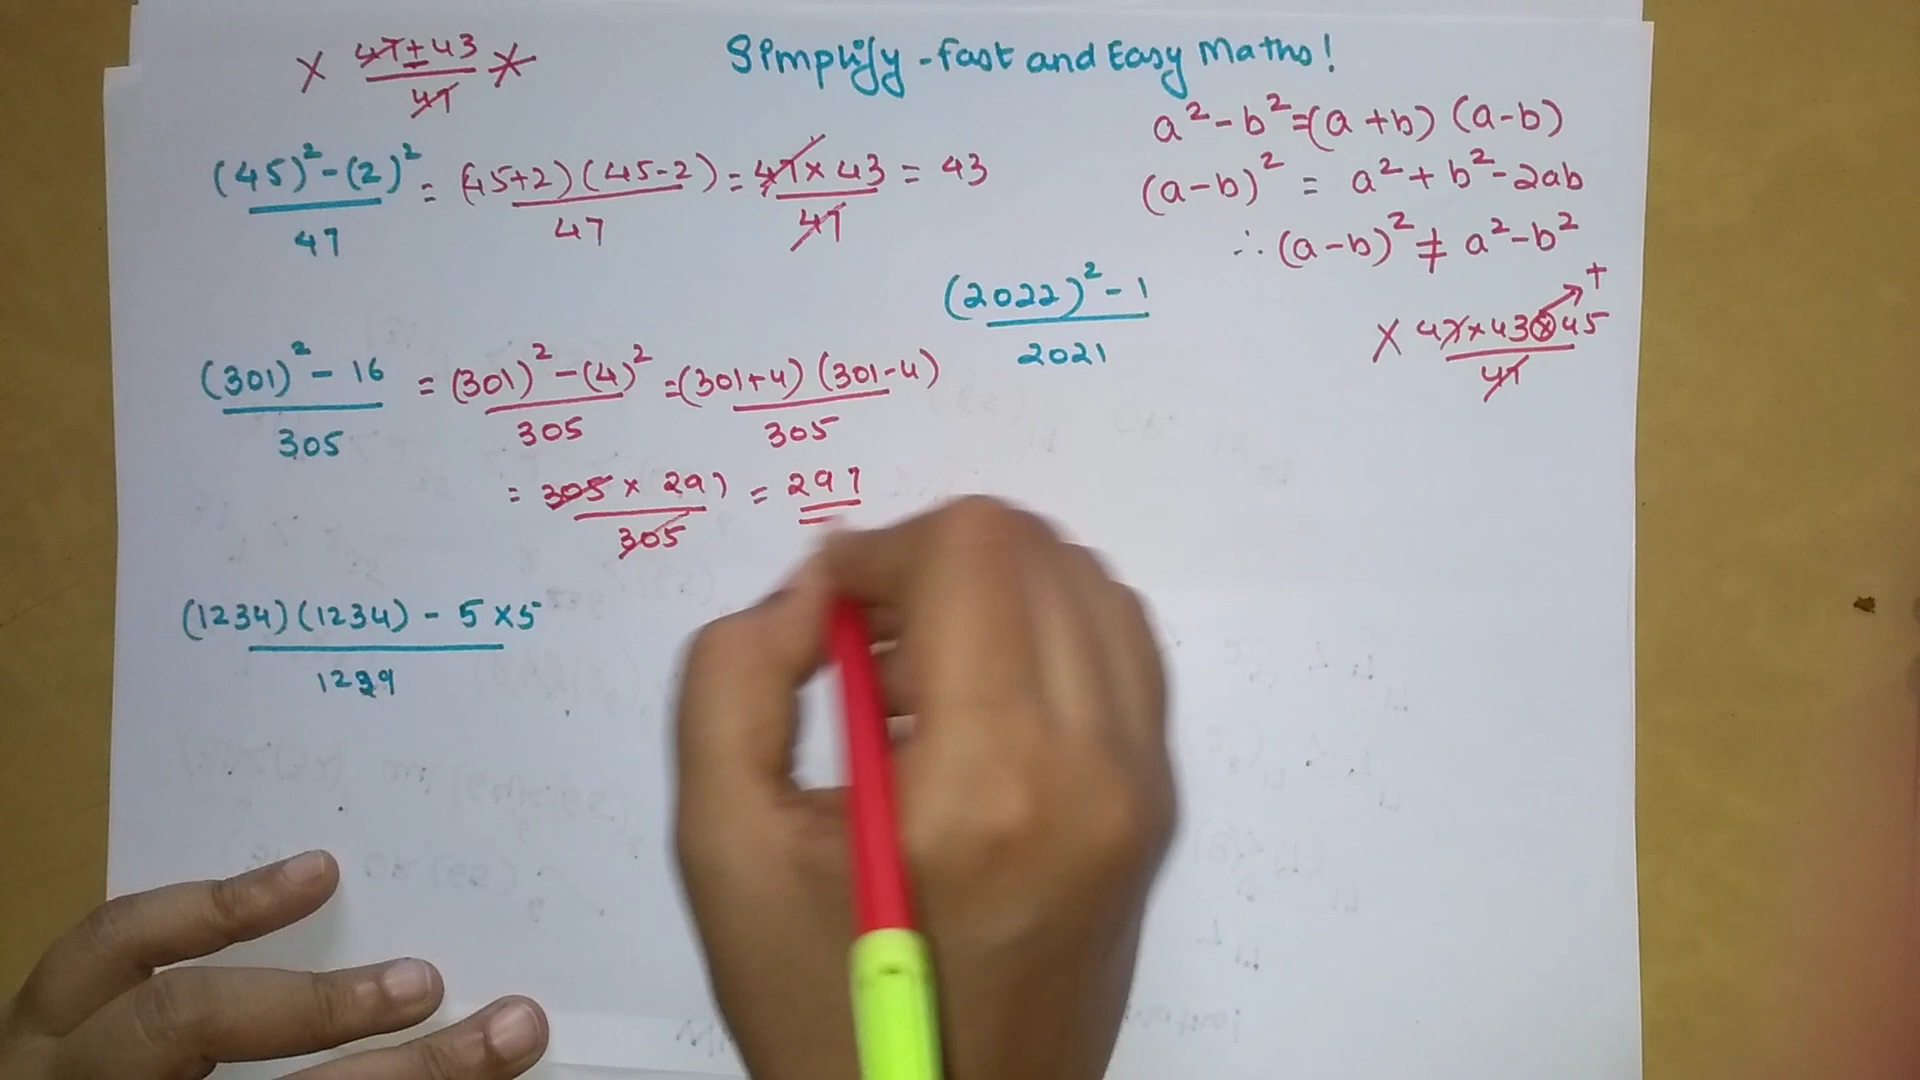 Simplify - fast and Easy Maths!
× 47±43/47 ×
(45)² - (2)²/47 = (45+2)(45-2)/47 = 47×43/47 = 43
a² - b² = (a+b)(a-b)
(a-b)² = a² + b² - 2ab
∴ (a-b)² ≠ a² - b²
+
× 47×43×45/47
(2022)² - 1/2021
(301)² - 16/305 = (301)² - (4)²/305 = (301+4)(301-4)/305
= 305 × 297/305 = 297
(1234)(1234) - 5×5/1229